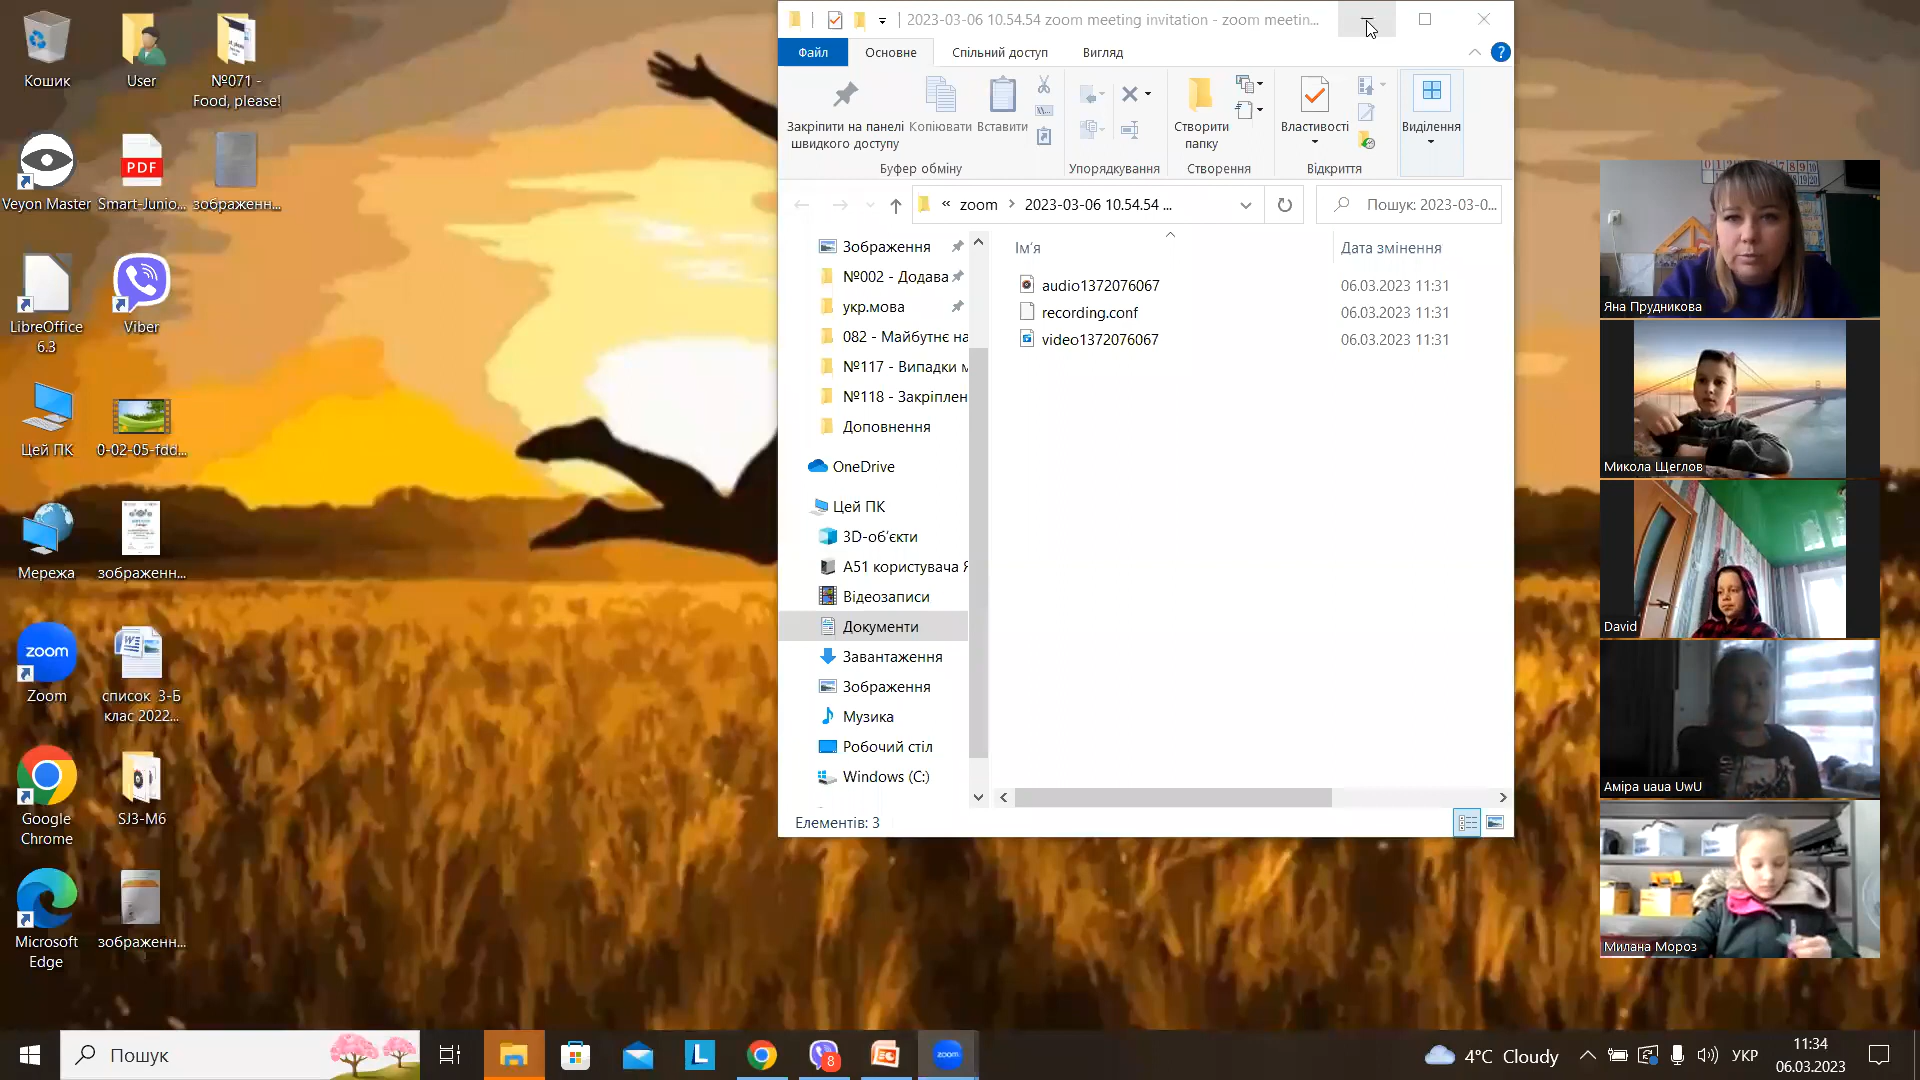 Кошик
User
№071 -
Food, please!
Veyon Master
PDF
Smart-Junio...
зображенн...
LibreOffice
6.3
Viber
Цей ПК
0-02-05-fdd...
Мережа
зображенн...
zoom
Zoom
список 3-Б
клас 2022...
Google
Chrome
SJ3-M6
Microsoft
Edge
зображенн...
2023-03-06 10.54.54 zoom meeting invitation - zoom meetin...
Файл
Основне
Спільний доступ
Вигляд
Закріпити на панелі
швидкого доступу
Копіювати
Вставити
Створити
папку
Властивості
Виділення
Буфер обміну
Упорядкування
Створення
Відкриття
« zoom > 2023-03-06 10.54.54 ...
Пошук: 2023-03-0...
Зображення
№002 - Додава
укр.мова
082 - Майбутнє на
№117 - Випадки м
№118 - Закріплен
Доповнення
OneDrive
Цей ПК
3D-об'єкти
A51 користувача Я
Відеозаписи
Документи
Завантаження
Зображення
Музика
Робочий стіл
Windows (C:)
Ім'я
Дата змінення
audio1372076067
06.03.2023 11:31
recording.conf
06.03.2023 11:31
video1372076067
06.03.2023 11:31
Елементів: 3
Яна Прудникова
Микола Щеглов
David
Аміра uaua UwU
Милана Мороз
Пошук
L
8
zoom
4°C Cloudy
УКР
11:34
06.03.2023